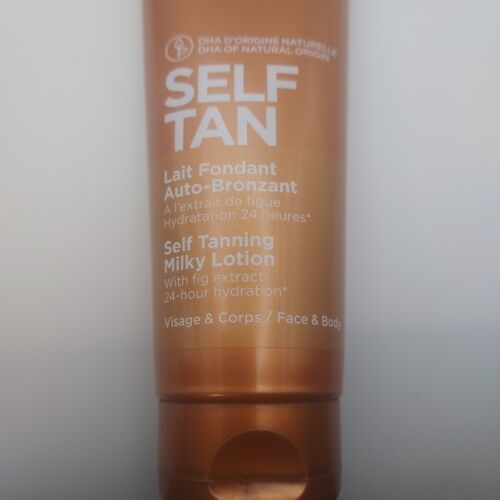 DHA D'ORIGINE NATURELLE
DHA OF NATURAL ORIGIN
SELF
TAN
Lait Fondant
Auto-Bronzant
À l'extrait de figue
Hydratation 24 heures*
Self Tanning
Milky Lotion
With fig extract
24-hour hydration*
Visage & Corps / Face & Body